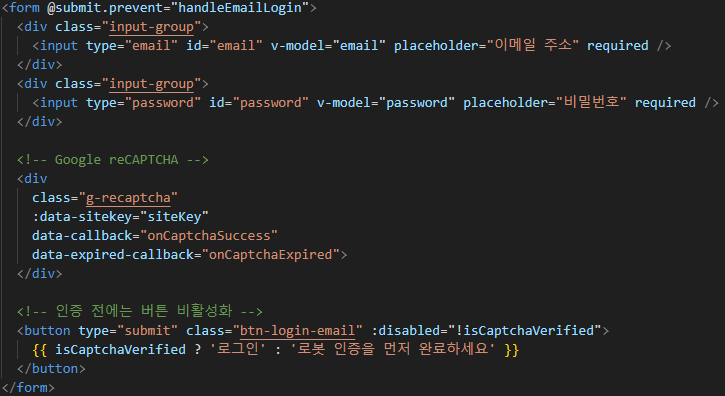 <form @submit.prevent="handleEmailLogin">
<div class="input-group">
<input type="email" id="email" v-model="email" placeholder="이메일 주소" required />
</div>
<div class="input-group">
<input type="password" id="password" v-model="password" placeholder="비밀번호" required />
</div>
<!-- Google reCAPTCHA -->
<div
class="g-recaptcha"
:data-sitekey="siteKey"
data-callback="onCaptchaSuccess"
data-expired-callback="onCaptchaExpired">
</div>
<!-- 인증 전에는 버튼 비활성화 -->
<button type="submit" class="btn-login-email" :disabled="!isCaptchaVerified">
{{ isCaptchaVerified ? '로그인' : '로봇 인증을 먼저 완료하세요' }}
</button>
</form>